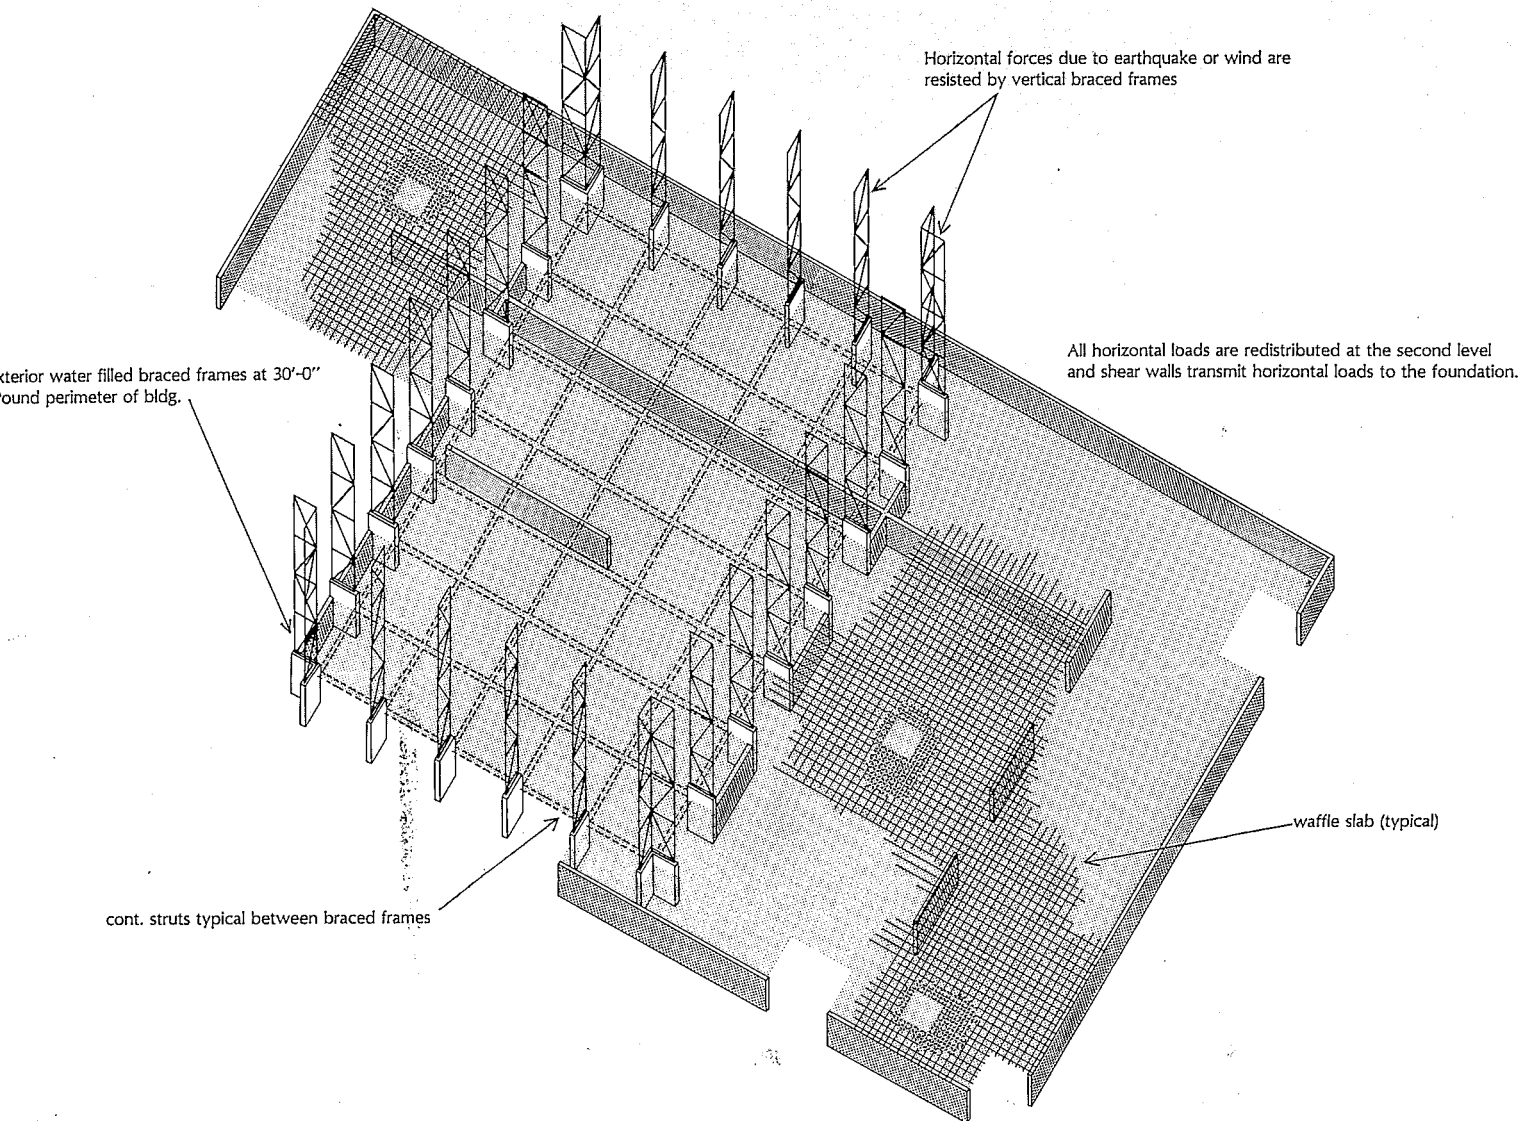 Horizontal forces due to earthquake or wind are
resisted by vertical braced frames
All horizontal loads are redistributed at the second level
and shear walls transmit horizontal loads to the foundation.
xterior water filled braced frames at 30'-0"
ound perimeter of bldg.
waffle slab (typical)
cont. struts typical between braced frames